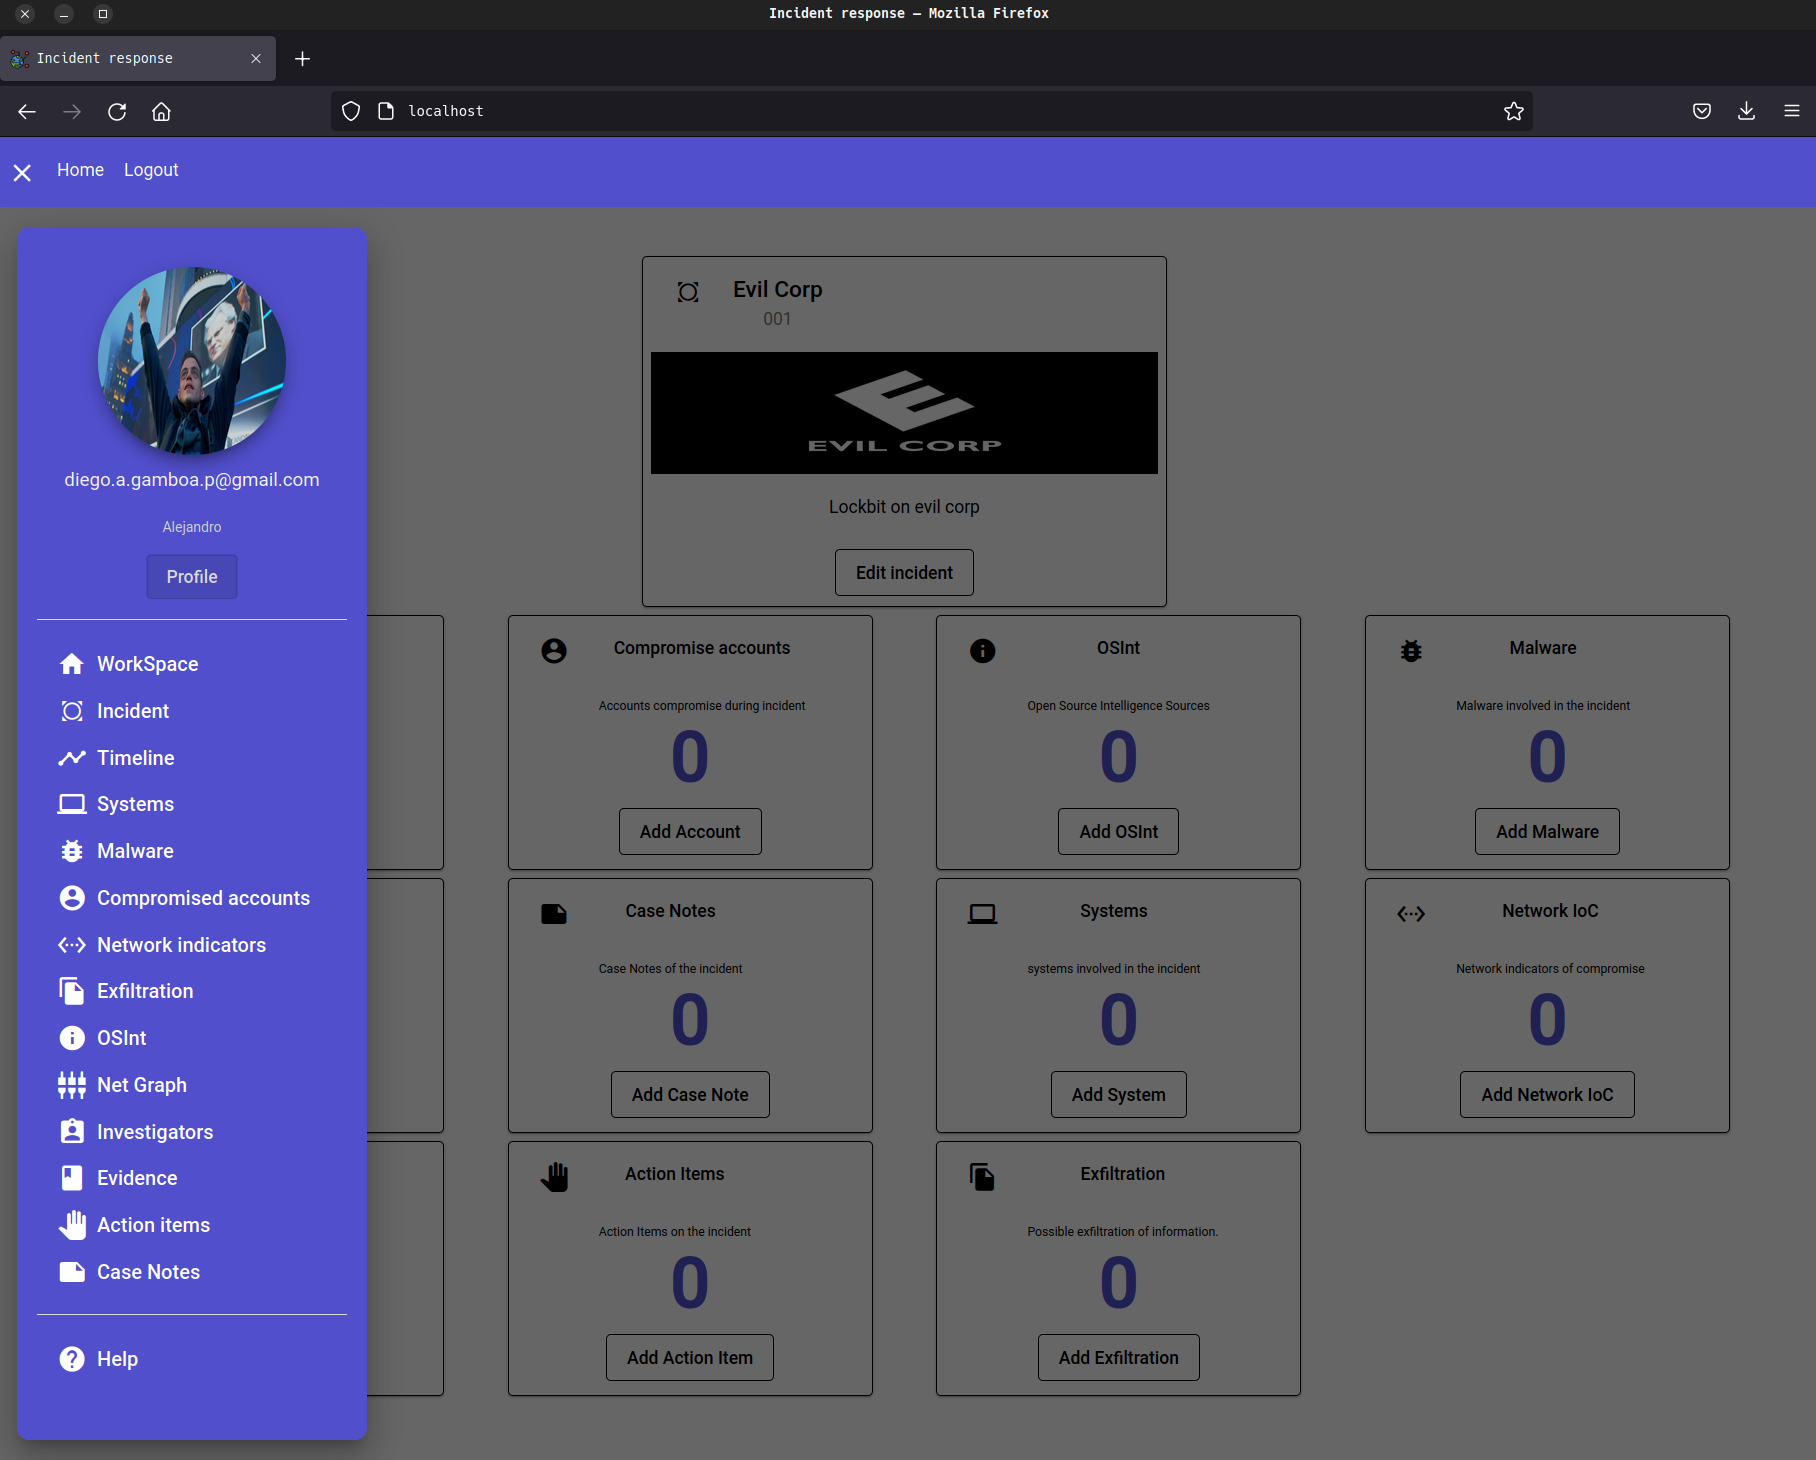 Incident response — Mozilla Firefox
Incident response
localhost
Home Logout
diego.a.gamboa.p@gmail.com
Alejandro
Profile
WorkSpace
Incident
Timeline
Systems
Malware
Compromised accounts
Network indicators
Exfiltration
OSInt
Net Graph
Investigators
Evidence
Action items
Case Notes
Help
Evil Corp
001
EVIL CORP
Lockbit on evil corp
Edit incident
Compromise accounts
Accounts compromise during incident
0
Add Account
OSInt
Open Source Intelligence Sources
0
Add OSInt
Malware
Malware involved in the incident
0
Add Malware
Case Notes
Case Notes of the incident
0
Add Case Note
Systems
systems involved in the incident
0
Add System
Network IoC
Network indicators of compromise
0
Add Network IoC
Action Items
Action Items on the incident
0
Add Action Item
Exfiltration
Possible exfiltration of information.
0
Add Exfiltration